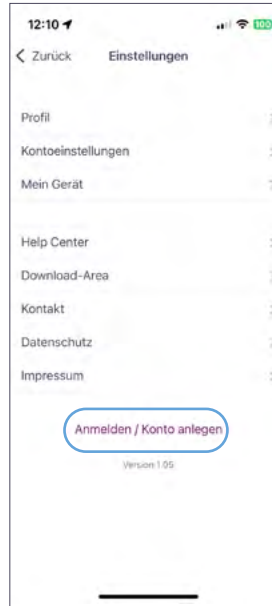 12:10
100
Zurück Einstellungen
Profil
Kontoeinstellungen
Mein Gerät
Help Center
Download-Area
Kontakt
Datenschutz
Impressum
Anmelden / Konto anlegen
Version 1.05